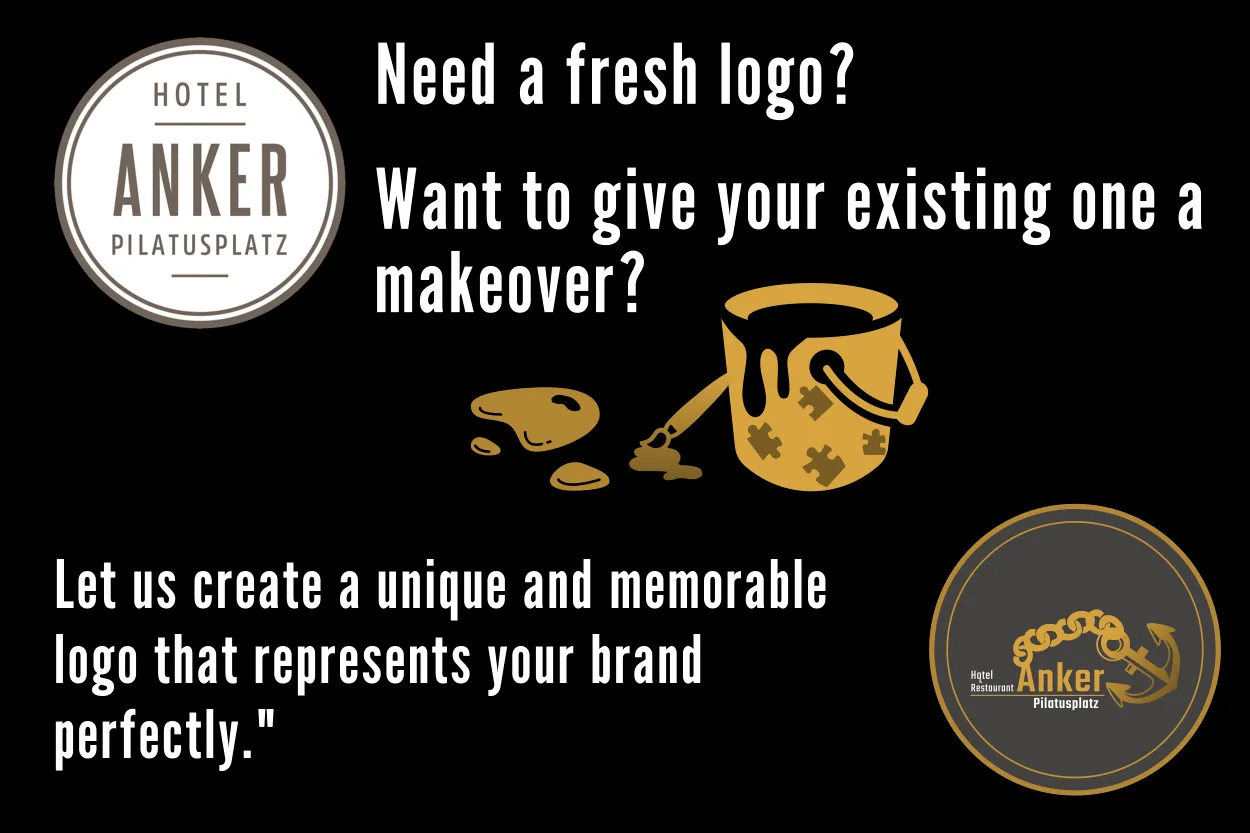 HOTEL
ANKER
PILATUSPLATZ
Need a fresh logo?
Want to give your existing one a
makeover?
Let us create a unique and memorable
logo that represents your brand
perfectly."
Hotel
&
Restaurant
Anker
Pilatusplatz